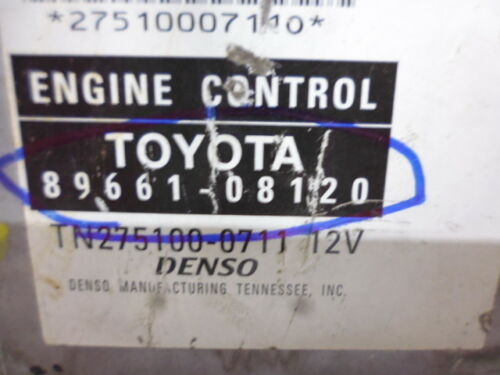 *27510007110*
ENGINE CONTROL
TOYOTA
89661-08120
TN275100-0711 12V
DENSO
DENSO MANUFACTURING TENNESSEE, INC.